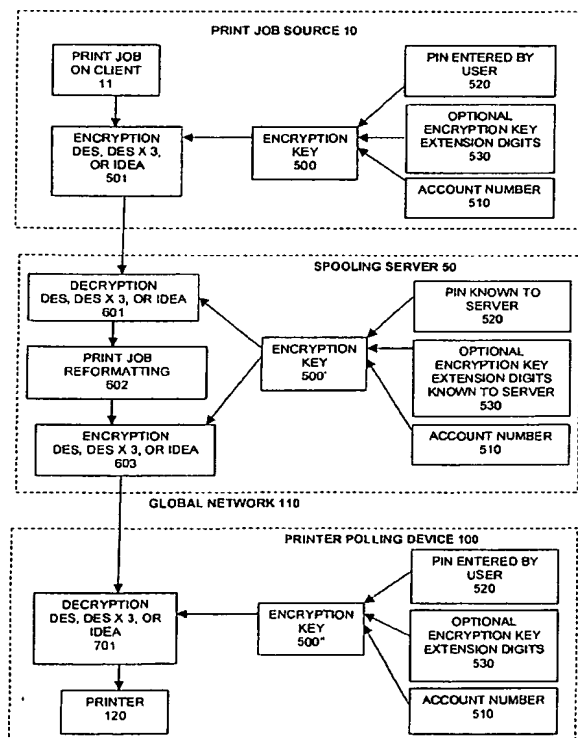 PRINT JOB SOURCE 10
PRINT JOB
ON CLIENT
11
PIN ENTERED BY
USER
520
ENCRYPTION
DES, DES X 3,
OR IDEA
501
ENCRYPTION
KEY
500
OPTIONAL
ENCRYPTION KEY
EXTENSION DIGITS
530
ACCOUNT NUMBER
510
SPOOLING SERVER 50
DECRYPTION
DES, DES X 3, OR IDEA
601
PIN KNOWN TO
SERVER
520
PRINT JOB
REFORMATTING
602
ENCRYPTION
KEY
500'
OPTIONAL
ENCRYPTION KEY
EXTENSION DIGITS
KNOWN TO SERVER
530
ENCRYPTION
DES, DES X 3, OR IDEA
603
ACCOUNT NUMBER
510
GLOBAL NETWORK 110
PRINTER POLLING DEVICE 100
PIN ENTERED BY
USER
520
DECRYPTION
DES, DES X 3, OR
IDEA
701
ENCRYPTION
KEY
500"
OPTIONAL
ENCRYPTION KEY
EXTENSION DIGITS
530
PRINTER
120
ACCOUNT NUMBER
510